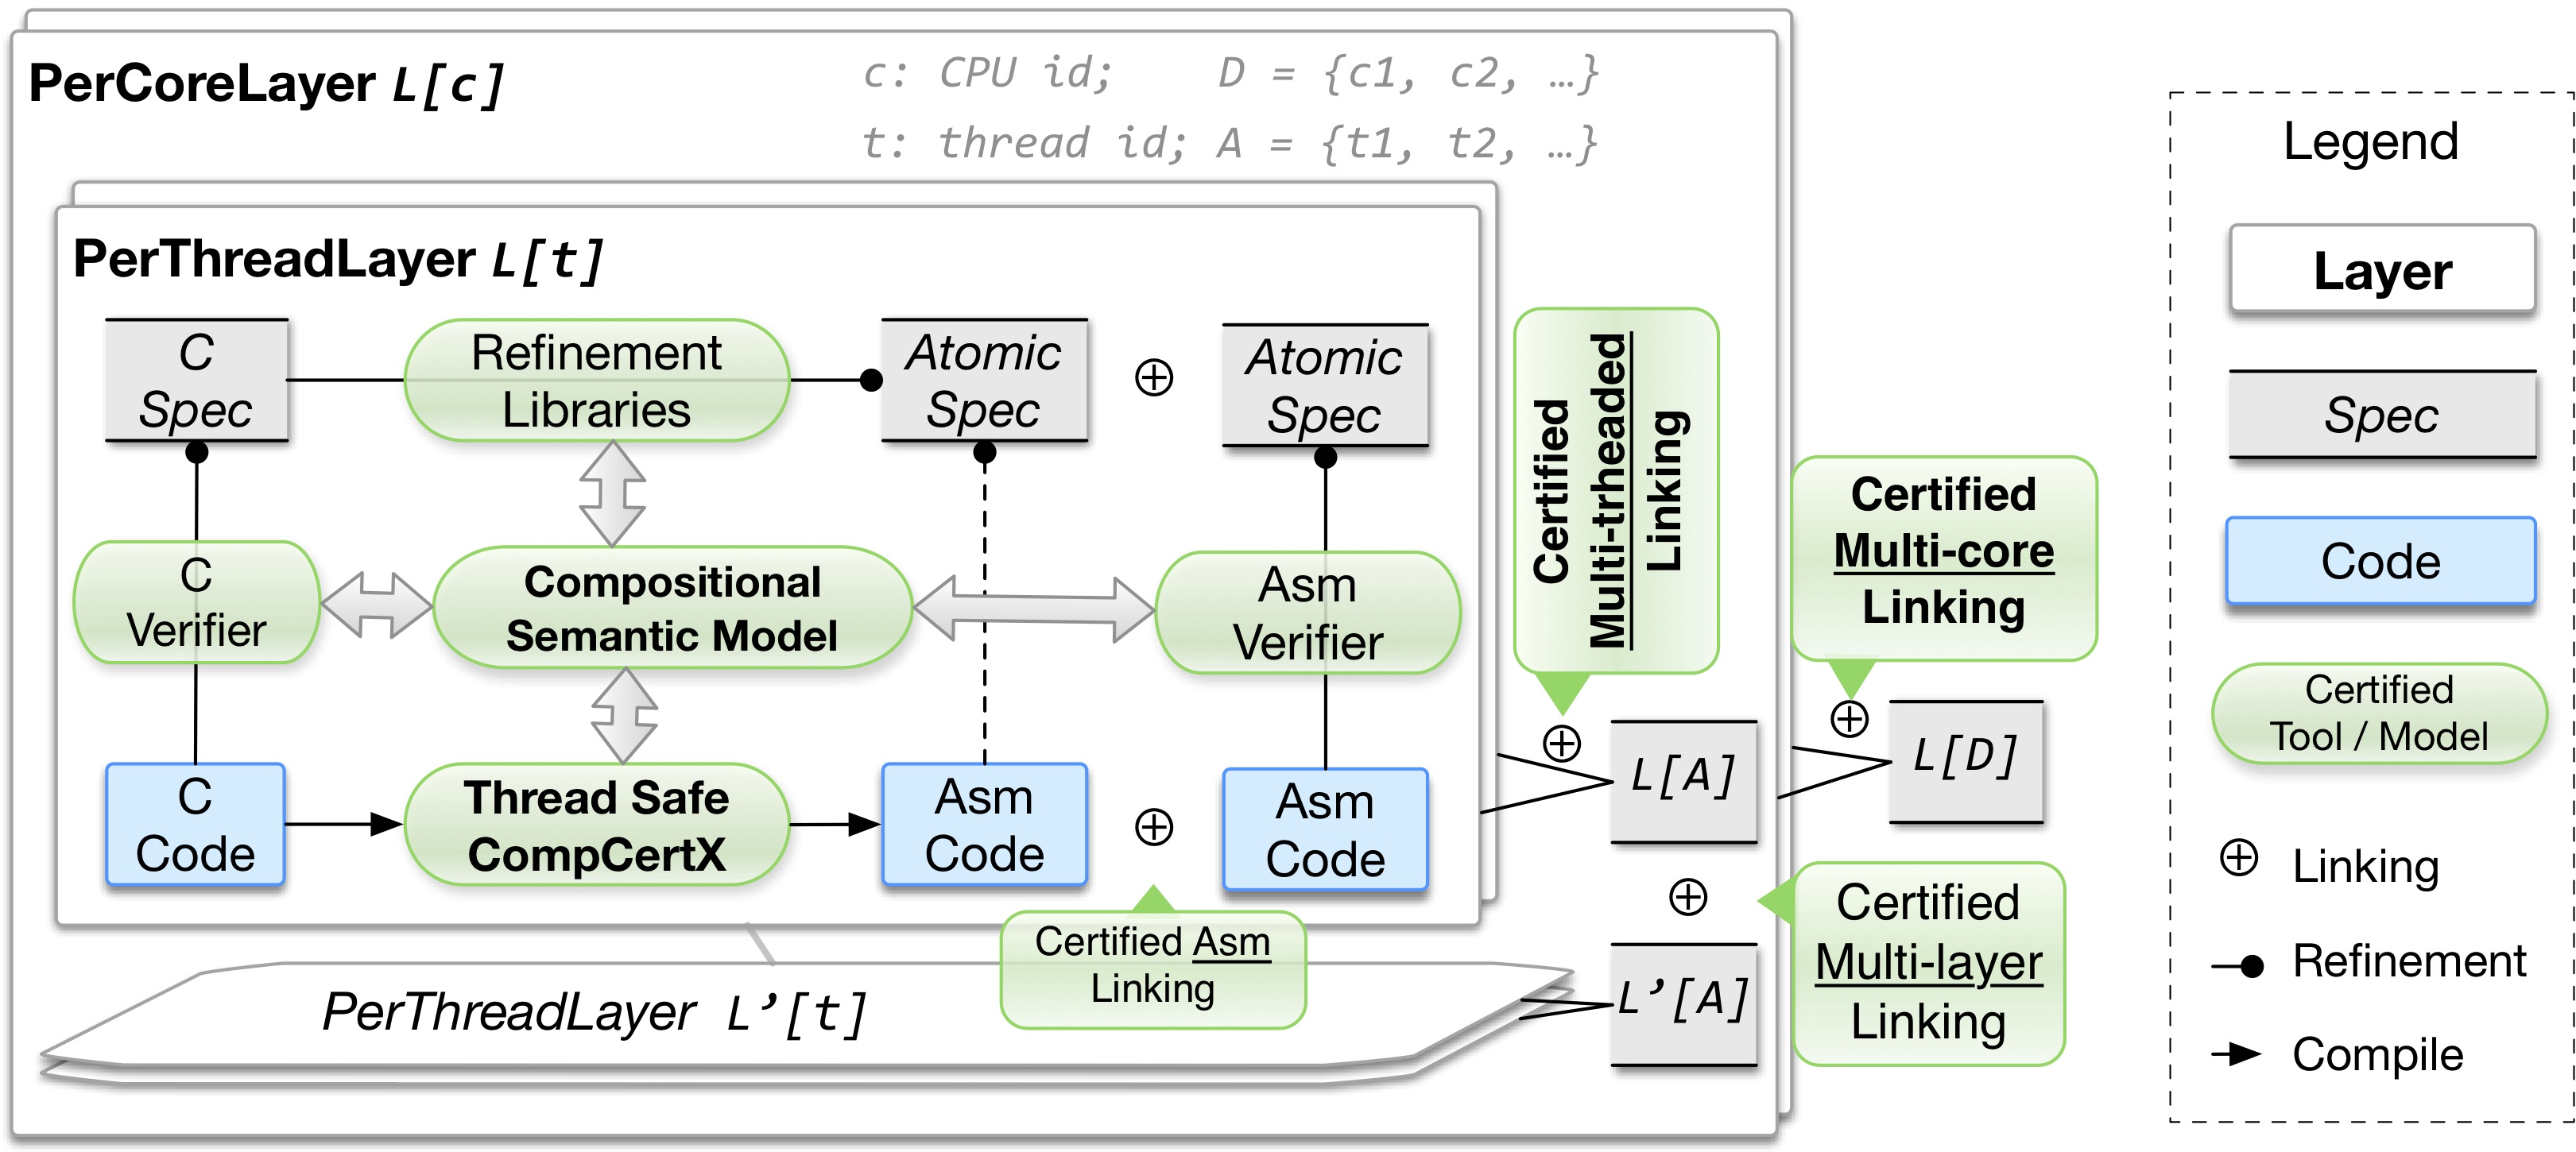 PerCoreLayer L[c]
c: CPU id; D = {c1, c2, …}
t: thread id; A = {t1, t2, …}
PerThreadLayer L[t]
C
Spec
Refinement
Libraries
Atomic
Spec
⊕
Atomic
Spec
C
Verifier
Compositional
Semantic Model
Asm
Verifier
C
Code
Thread Safe
CompCertX
Asm
Code
⊕
Asm
Code
Certified Asm
Linking
PerThreadLayer L’[t]
Certified
Multi-trheaded
Linking
⊕
L[A]
⊕
L’[A]
Certified
Multi-core
Linking
⊕
L[D]
Certified
Multi-layer
Linking
Legend
Layer
Spec
Code
Certified
Tool / Model
⊕ Linking
Refinement
Compile